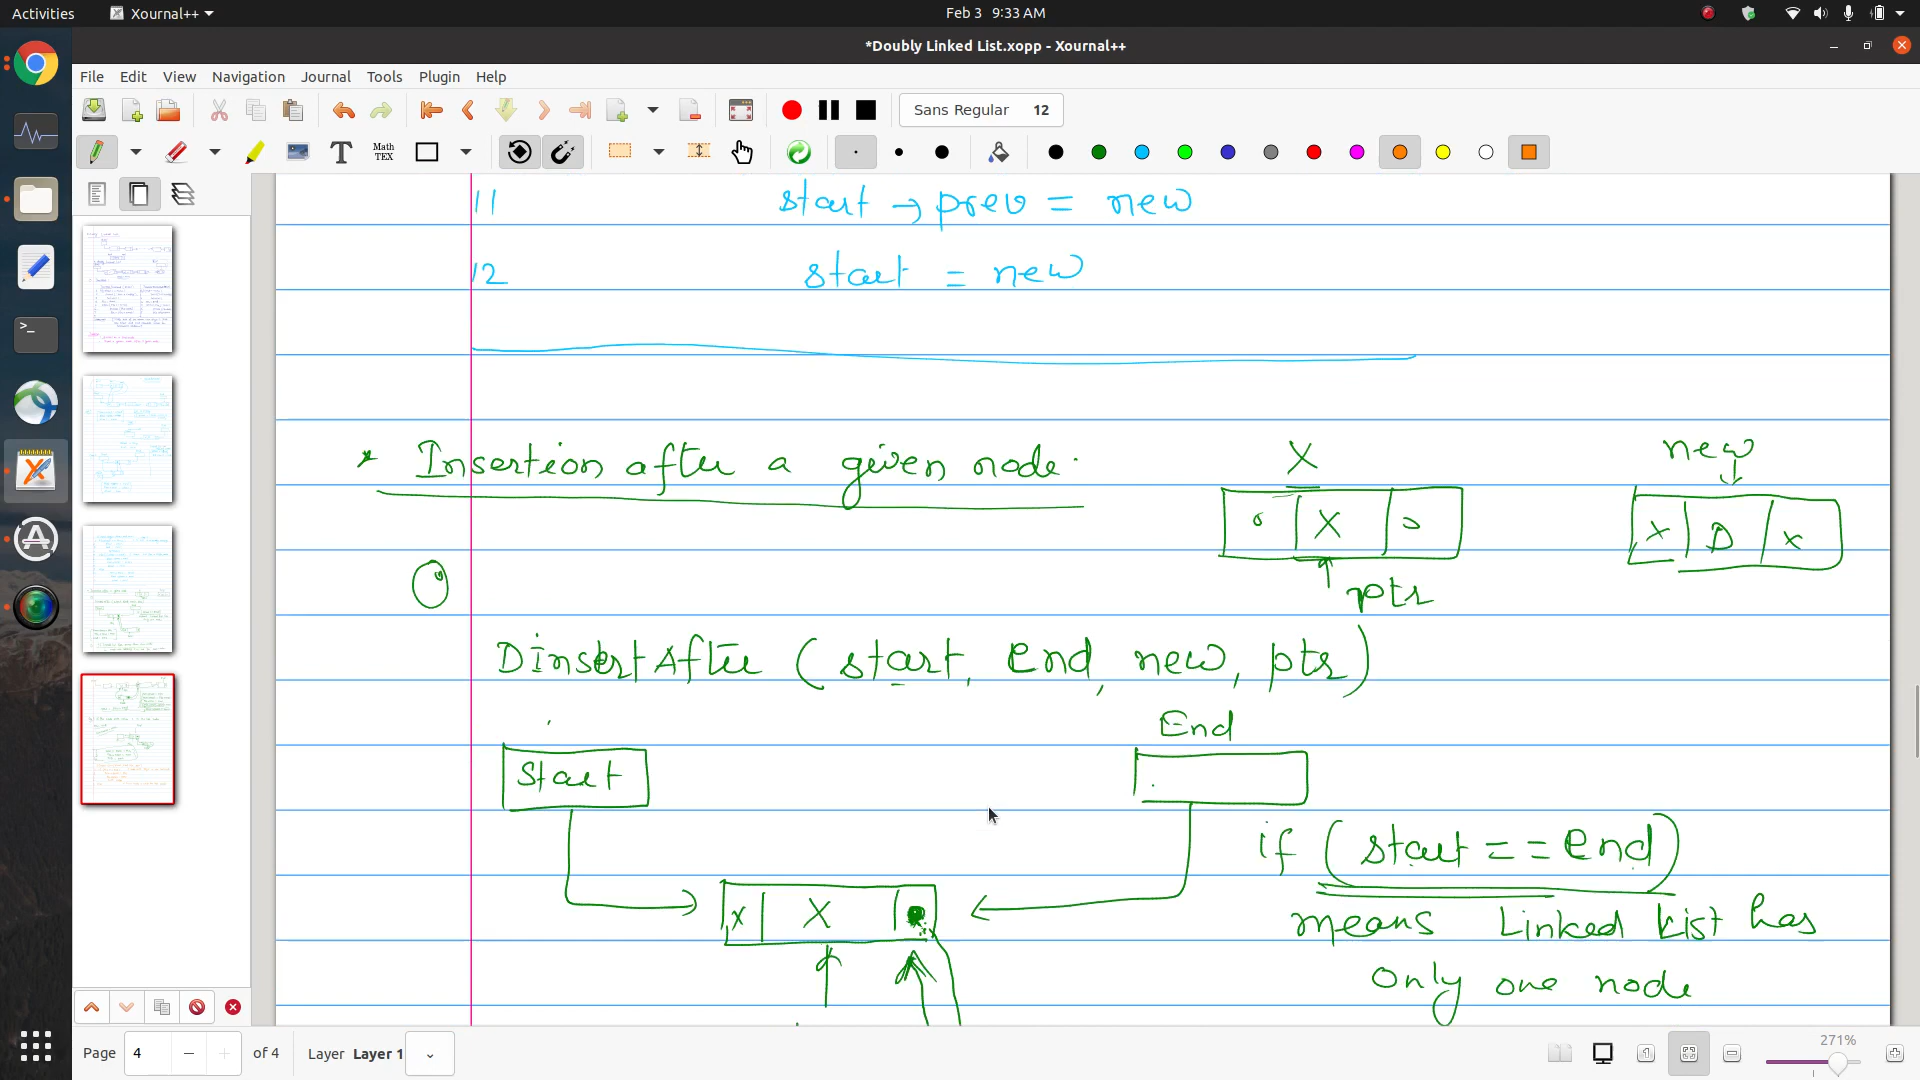 Activities Xournal++ Feb 3 9:33 AM
*Doubly Linked List.xopp - Xournal++
File Edit View Navigation Journal Tools Plugin Help
Sans Regular 12
Math TEX
11 start → prev = new
12 start = new
* Insertion after a given node.
X new
X X D x
ptr
DinsertAfter (start, End, new, ptr)
End
Start
if (start == End)
x X
means Linked List has
only one node
Page 4 of 4 Layer Layer 1 271%